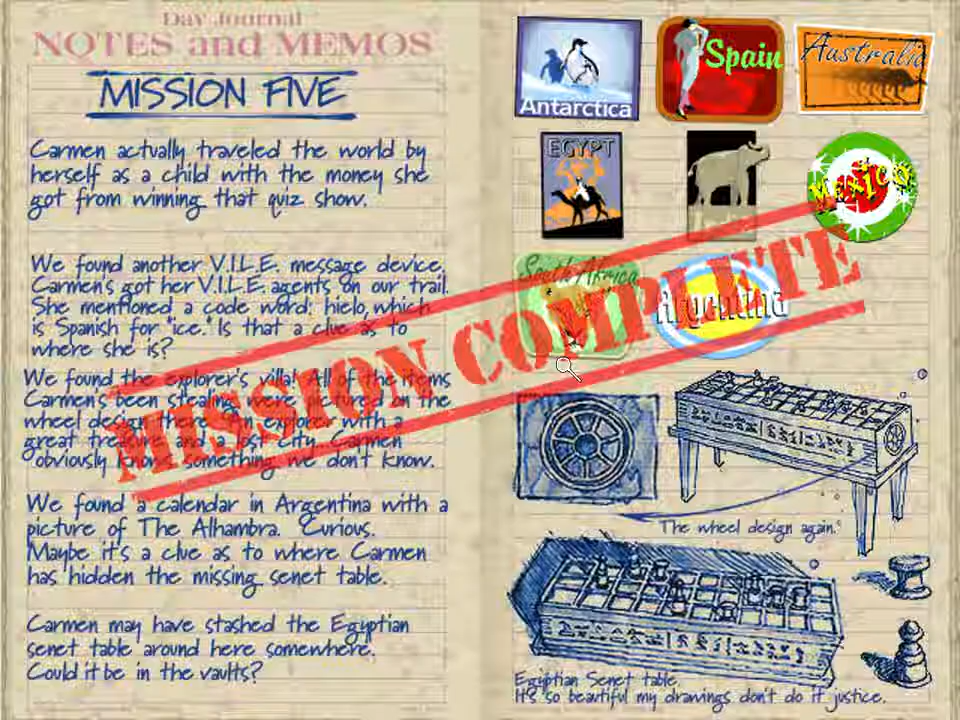 Day Journal
NOTES and MEMOS
MISSION FIVE
Carmen actually traveled the world by
herself as a child with the money she
got from winning that quiz show.
We found another V.I.L.E. message device.
Carmen's got her V.I.L.E. agents on our trail.
She mentioned a code word: hielo, which
is Spanish for "ice." Is that a clue as to
where she is?
We found the explorer's villa! All of the items
Carmen's been stealing were pictured on the
wheel design there. An explorer with a
great treasure and a lost city. Carmen
obviously knows something we don't know.
We found a calendar in Argentina with a
picture of The Alhambra. Curious.
Maybe it's a clue as to where Carmen
has hidden the missing senet table.
Carmen may have stashed the Egyptian
senet table around here somewhere.
Could it be in the vaults?
Antarctica
Spain
Australia
EGYPT
MEXICO
South Africa
Argentina
MISSION COMPLETE
The wheel design again.
Egyptian Senet table.
It's so beautiful my drawings don't do it justice.